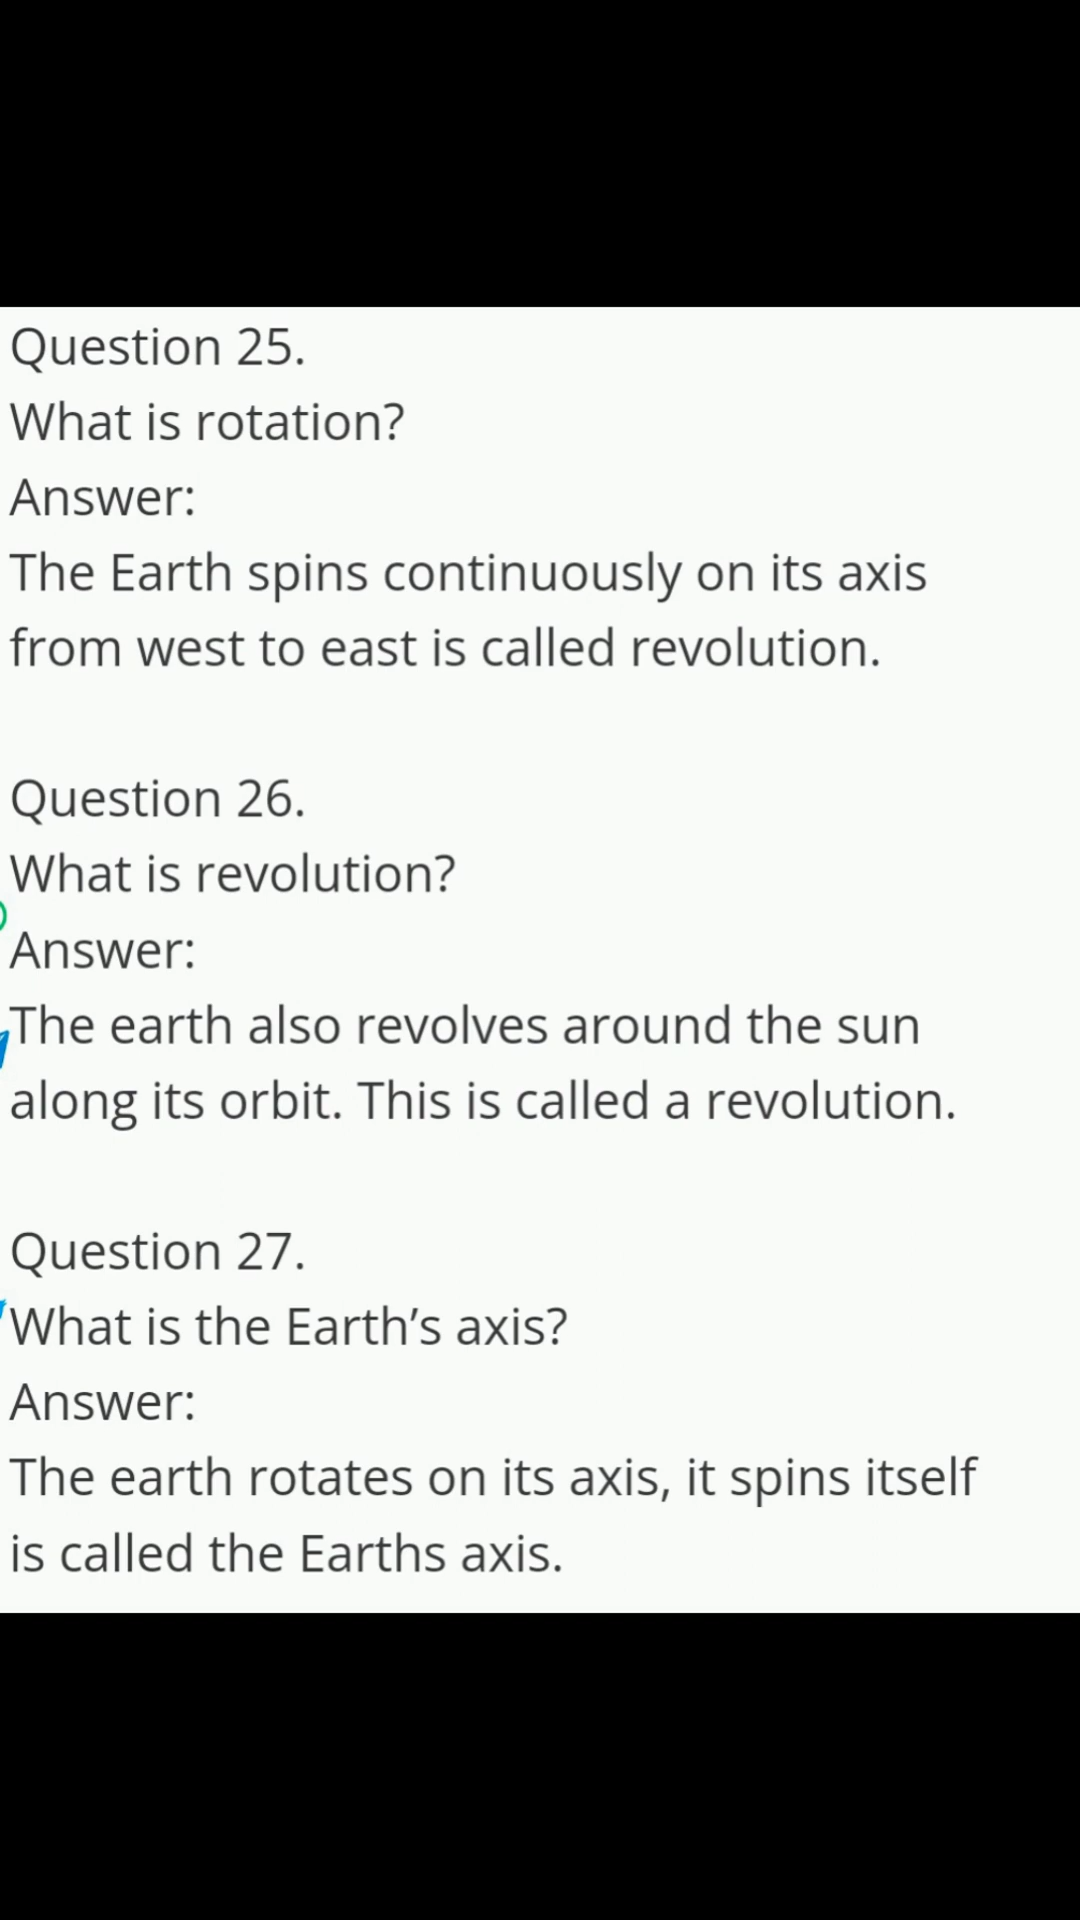 Question 25.
What is rotation?
Answer:
The Earth spins continuously on its axis
from west to east is called revolution.
Question 26.
What is revolution?
Answer:
The earth also revolves around the sun
along its orbit. This is called a revolution.
Question 27.
What is the Earth’s axis?
Answer:
The earth rotates on its axis, it spins itself
is called the Earths axis.